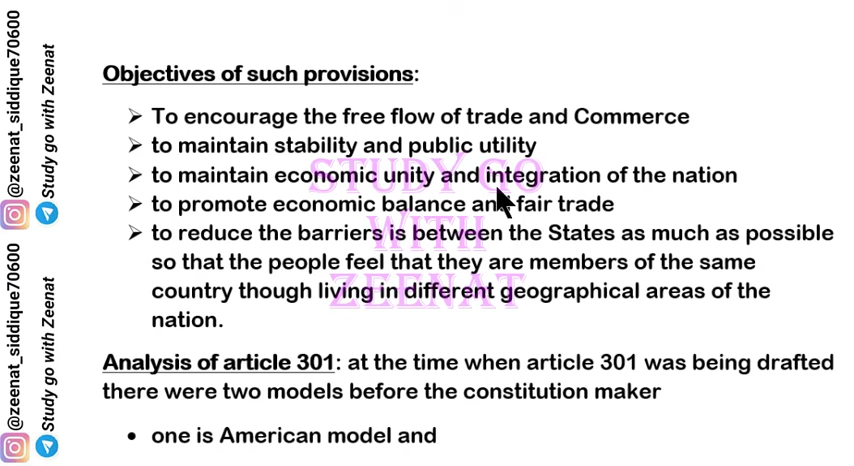 @zeenat_siddique70600
Study go with Zeenat
@zeenat_siddique70600
Study go with Zeenat
Objectives of such provisions:
➢ To encourage the free flow of trade and Commerce
➢ to maintain stability and public utility
➢ to maintain economic unity and integration of the nation
➢ to promote economic balance and fair trade
➢ to reduce the barriers is between the States as much as possible
so that the people feel that they are members of the same
country though living in different geographical areas of the
nation.
Analysis of article 301: at the time when article 301 was being drafted
there were two models before the constitution maker
• one is American model and
STUDY GO
WITH
ZEENAT